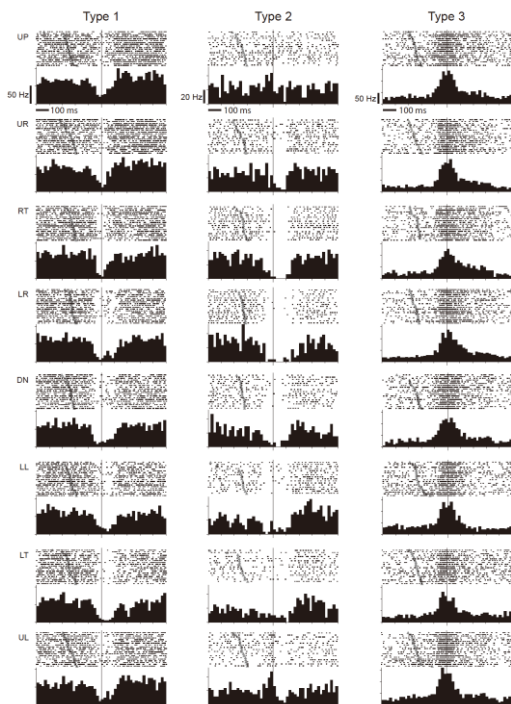 Type 1 Type 2 Type 3
UP
50 Hz 20 Hz 50 Hz
100 ms 100 ms 100 ms
UR
RT
LR
DN
LL
LT
UL